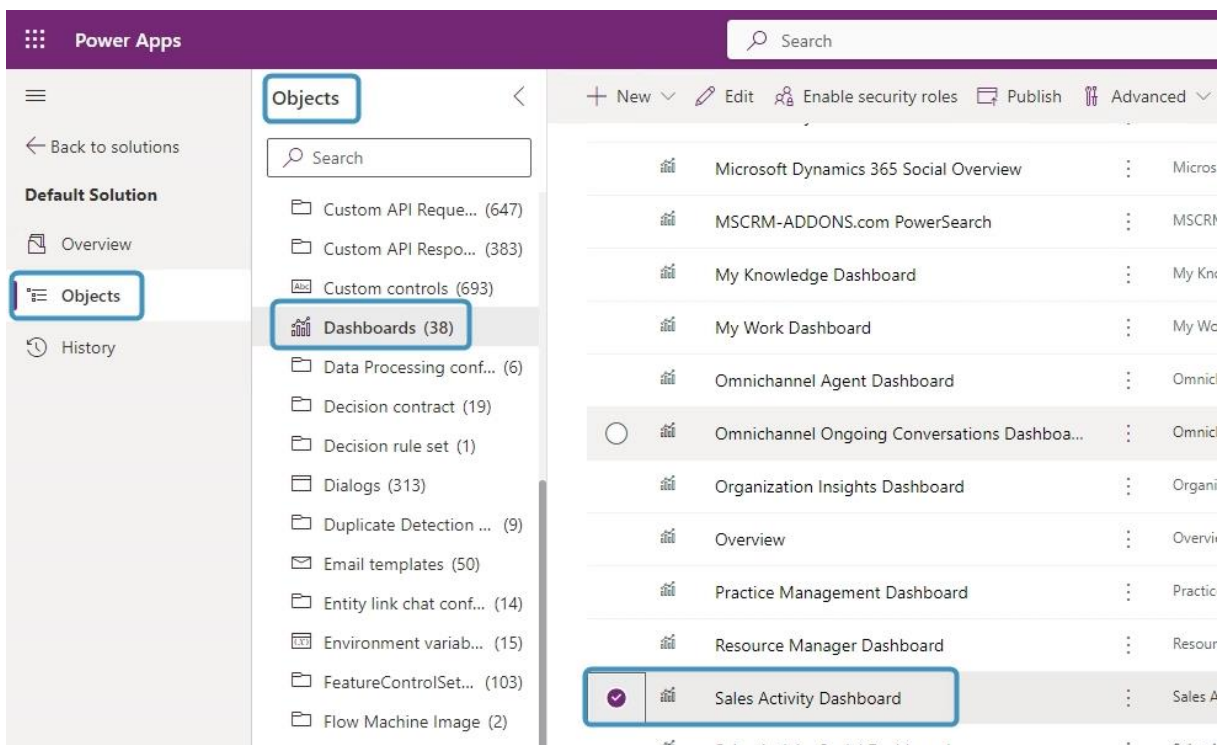 Power Apps
Search
Back to solutions
Default Solution
Overview
Objects
History
Objects
Search
Custom API Reque... (647)
Custom API Respo... (383)
Custom controls (693)
Dashboards (38)
Data Processing conf... (6)
Decision contract (19)
Decision rule set (1)
Dialogs (313)
Duplicate Detection ... (9)
Email templates (50)
Entity link chat conf... (14)
Environment variab... (15)
FeatureControlSet... (103)
Flow Machine Image (2)
New Edit Enable security roles Publish Advanced
Microsoft Dynamics 365 Social Overview Micros
MSCRM-ADDONS.com PowerSearch MSCRM
My Knowledge Dashboard My Kno
My Work Dashboard My Wo
Omnichannel Agent Dashboard Omnic
Omnichannel Ongoing Conversations Dashboa... Omnic
Organization Insights Dashboard Organi
Overview Overvie
Practice Management Dashboard Practic
Resource Manager Dashboard Resour
Sales Activity Dashboard Sales A